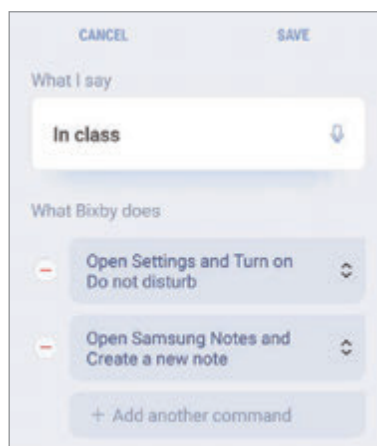 CANCEL SAVE
What I say
In class
What Bixby does
Open Settings and Turn on
Do not disturb
Open Samsung Notes and
Create a new note
+ Add another command